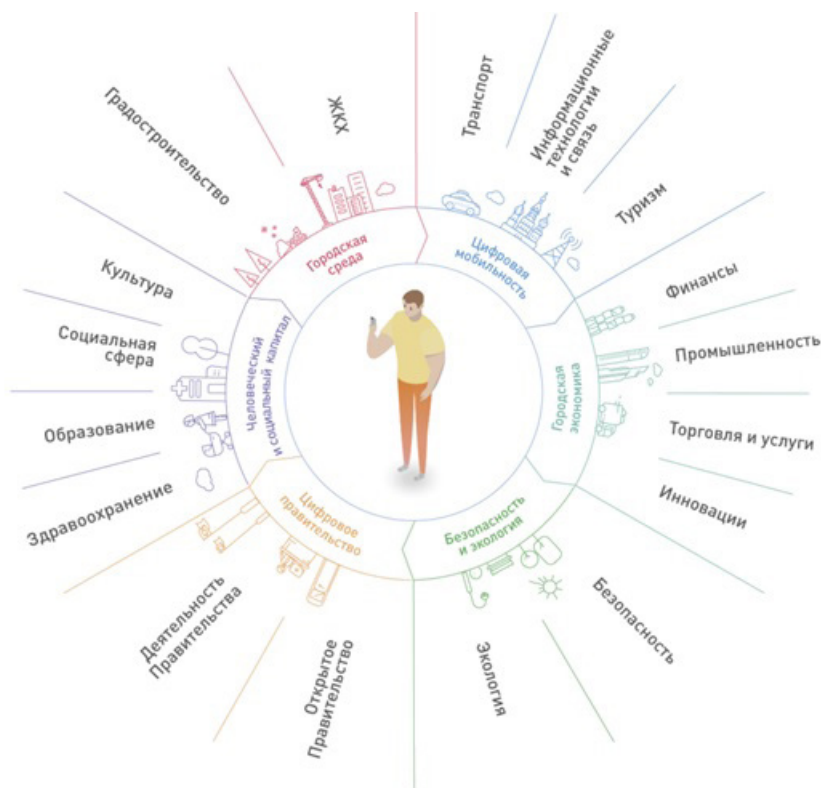 Транспорт
Информационные
технологии
и связь
Туризм
Цифровая
мобильность
Финансы
Промышленность
Торговля и услуги
Инновации
Городская
экономика
Безопасность
Экология
Безопасность
и экология
Открытое
Правительство
Деятельность
Правительства
Цифровое
правительство
Здравоохранение
Образование
Социальная
сфера
Культура
Человеческий
и социальный капитал
Градостроительство
ЖКХ
Городская
среда